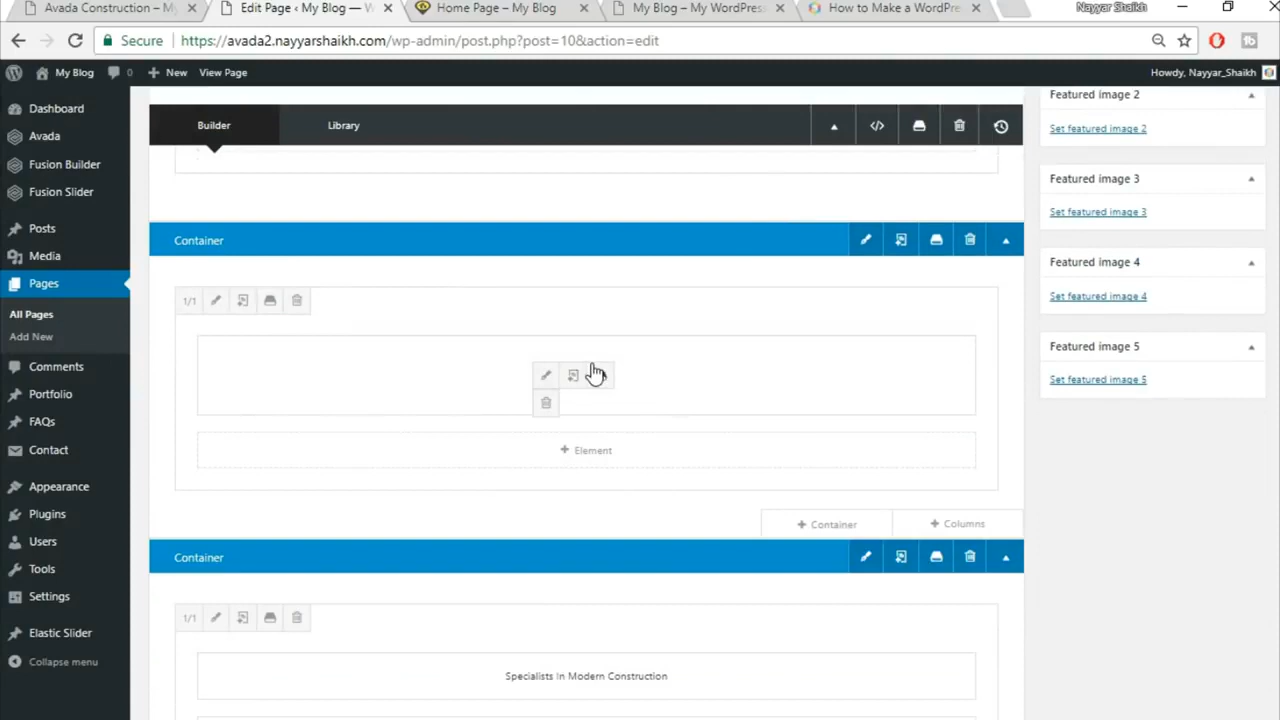 Avada Construction – My
Edit Page ‹ My Blog — W
Home Page – My Blog
My Blog – My WordPress
How to Make a WordPre
Nayyar Shaikh
Secure
https://avada2.nayyarshaikh.com/wp-admin/post.php?post=10&action=edit
My Blog
0
New
View Page
Howdy, Nayyar_Shaikh
Dashboard
Avada
Fusion Builder
Fusion Slider
Posts
Media
Pages
All Pages
Add New
Comments
Portfolio
FAQs
Contact
Appearance
Plugins
Users
Tools
Settings
Elastic Slider
Collapse menu
Builder
Library
Container
1/1
+ Element
+ Container
+ Columns
Container
1/1
Specialists In Modern Construction
Featured image 2
Set featured image 2
Featured image 3
Set featured image 3
Featured image 4
Set featured image 4
Featured image 5
Set featured image 5